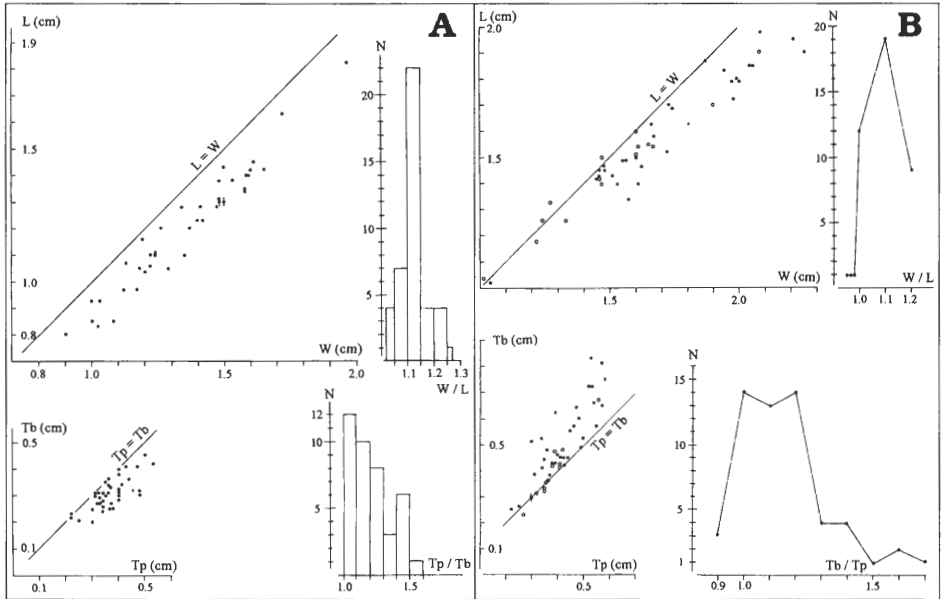 L (cm)
A
1.9
1.5
1.0
0.8
L = W
W (cm)
0.8 1.0 1.5 2.0
N
20
15
10
5
1.1 1.2 1.3
W / L
Tb (cm)
0.5
0.1
Tp = Tb
Tp (cm)
0.1 0.5
N
12
10
5
Tp / Tb
1.0 1.5
L (cm)
B
2.0
1.5
L = W
W (cm)
1.5 2.0
N
20
15
10
5
W / L
1.0 1.1 1.2
Tb (cm)
0.5
0.1
Tp = Tb
Tp (cm)
0.5
N
15
10
5
1
Tb / Tp
0.9 1.0 1.5